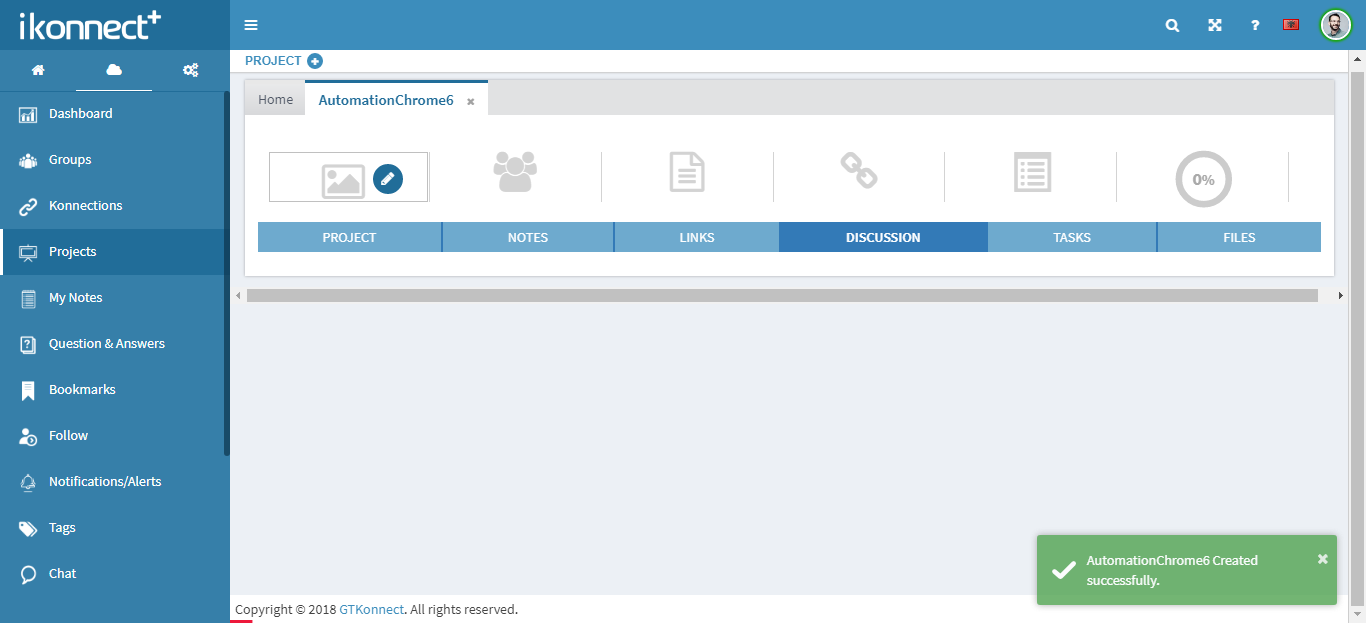 ikonnect+
PROJECT
Dashboard
Groups
Konnections
Projects
My Notes
Question & Answers
Bookmarks
Follow
Notifications/Alerts
Tags
Chat
Home
AutomationChrome6
0%
PROJECT
NOTES
LINKS
DISCUSSION
TASKS
FILES
AutomationChrome6 Created
successfully.
Copyright © 2018 GTKonnect. All rights reserved.